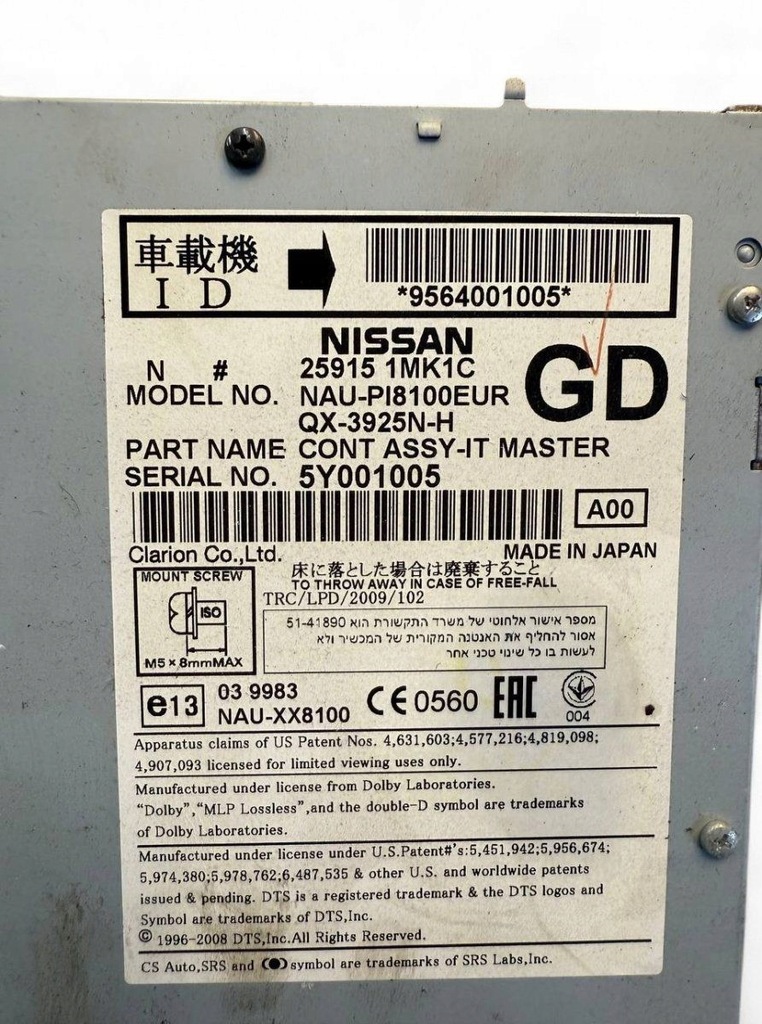 車載機
I D
*9564001005*
NISSAN
N # 25915 1MK1C
GD
MODEL NO. NAU-PI8100EUR
QX-3925N-H
PART NAME CONT ASSY-IT MASTER
SERIAL NO. 5Y001005
A00
Clarion Co.,Ltd. MADE IN JAPAN
MOUNT SCREW
ISO
M5×8mmMAX
床に落とした場合は廃棄すること
TO THROW AWAY IN CASE OF FREE-FALL
TRC/LPD/2009/102
מספר אישור אלחוטי של משרד התקשורת הוא 51-41890
אסור להחליף את האנטנה המקורית של המכשיר ולא
לעשות בו כל שינוי טכני אחר
e13 03 9983
NAU-XX8100
CE 0560 EAC
004
Apparatus claims of US Patent Nos. 4,631,603;4,577,216;4,819,098;
4,907,093 licensed for limited viewing uses only.
Manufactured under license from Dolby Laboratories.
"Dolby","MLP Lossless",and the double-D symbol are trademarks
of Dolby Laboratories.
Manufactured under license under U.S.Patent#'s:5,451,942;5,956,674;
5,974,380;5,978,762;6,487,535 & other U.S. and worldwide patents
issued & pending. DTS is a registered trademark & the DTS logos and
Symbol are trademarks of DTS,Inc.
© 1996-2008 DTS,Inc.All Rights Reserved.
CS Auto,SRS and symbol are trademarks of SRS Labs,Inc.